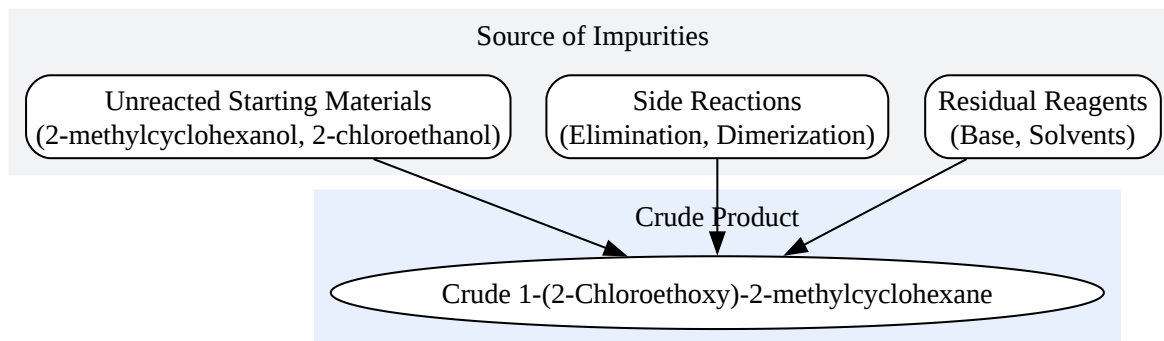 Source of Impurities
Unreacted Starting Materials
(2-methylcyclohexanol, 2-chloroethanol)
Side Reactions
(Elimination, Dimerization)
Residual Reagents
(Base, Solvents)
Crude Product
Crude 1-(2-Chloroethoxy)-2-methylcyclohexane